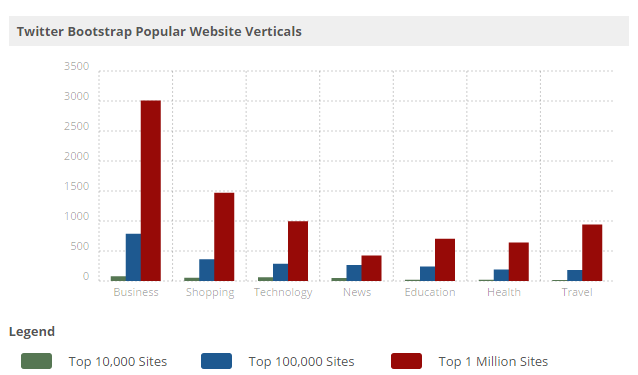 Twitter Bootstrap Popular Website Verticals
3500
3000
2500
2000
1500
1000
500
0
Business Shopping Technology News Education Health Travel
Legend
Top 10,000 Sites Top 100,000 Sites Top 1 Million Sites